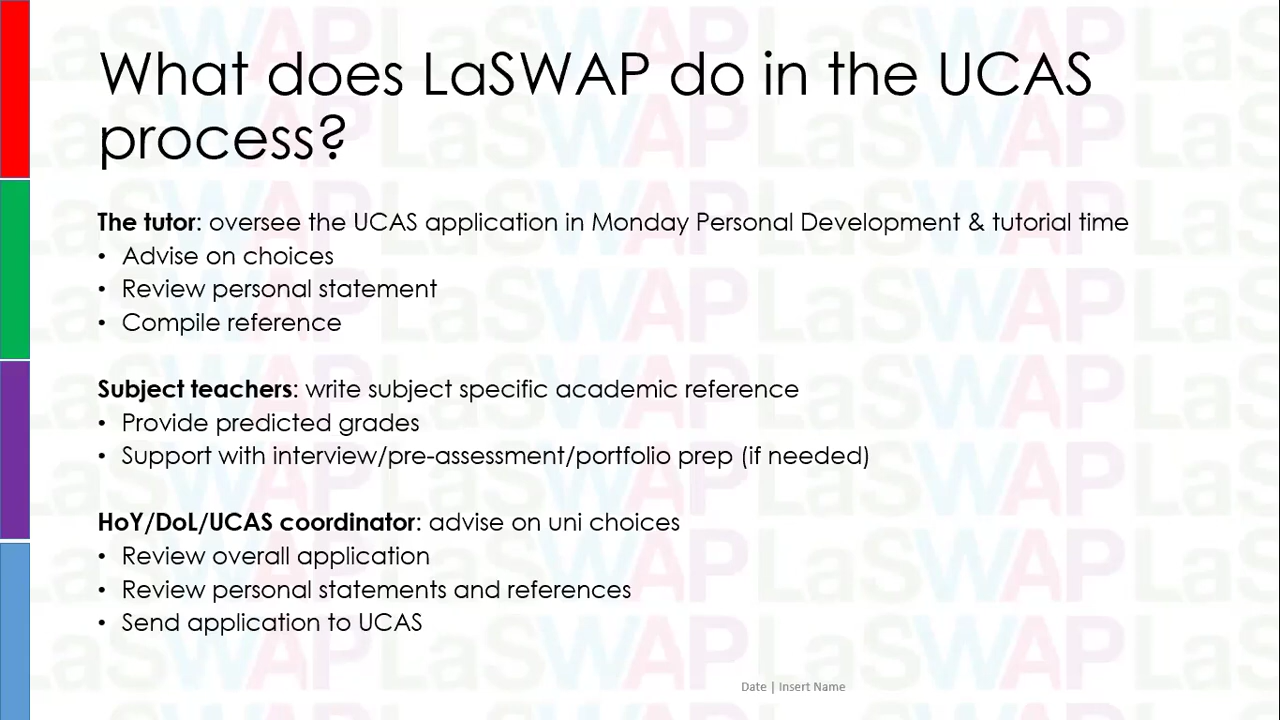 What does LaSWAP do in the UCAS
process?
The tutor: oversee the UCAS application in Monday Personal Development & tutorial time
• Advise on choices
• Review personal statement
• Compile reference
Subject teachers: write subject specific academic reference
• Provide predicted grades
• Support with interview/pre-assessment/portfolio prep (if needed)
HoY/DoL/UCAS coordinator: advise on uni choices
• Review overall application
• Review personal statements and references
• Send application to UCAS
Date | Insert Name